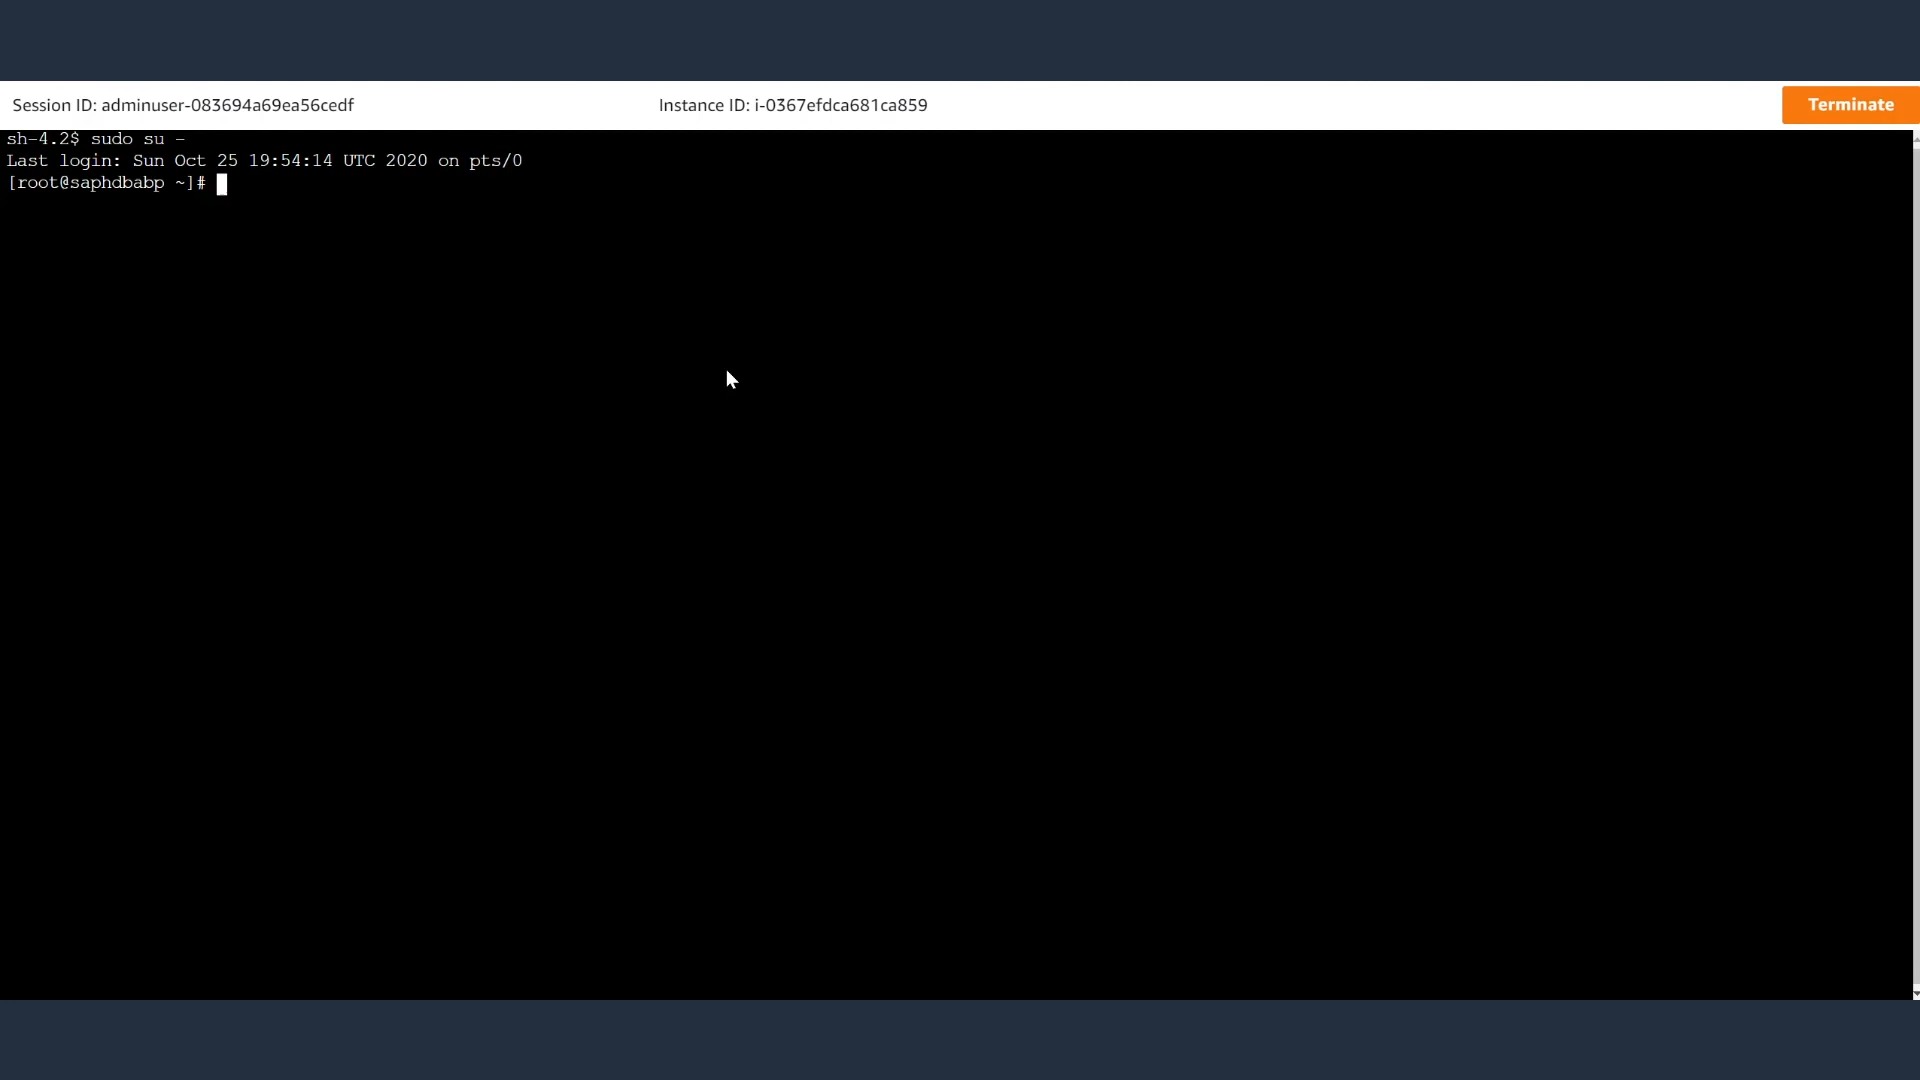 Session ID: adminuser-083694a69ea56cedf
Instance ID: i-0367efdca681ca859
Terminate
sh-4.2$ sudo su -
Last login: Sun Oct 25 19:54:14 UTC 2020 on pts/0
[root@saphdbabp ~]#